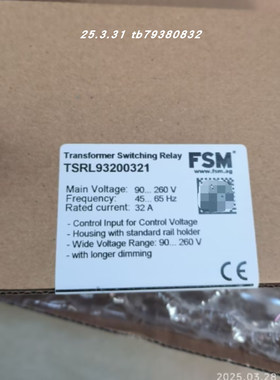 25.3.31 tb79380832
Transformer Switching Relay
TSRL93200321
FSM®
www.fsm.ag
Main Voltage: 90... 260 V
Frequency: 45... 65 Hz
Rated current: 32 A
- Control Input for Control Voltage
- Housing with standard rail holder
- Wide Voltage Range: 90...260 V
- with longer dimming
CE
2025.03.28